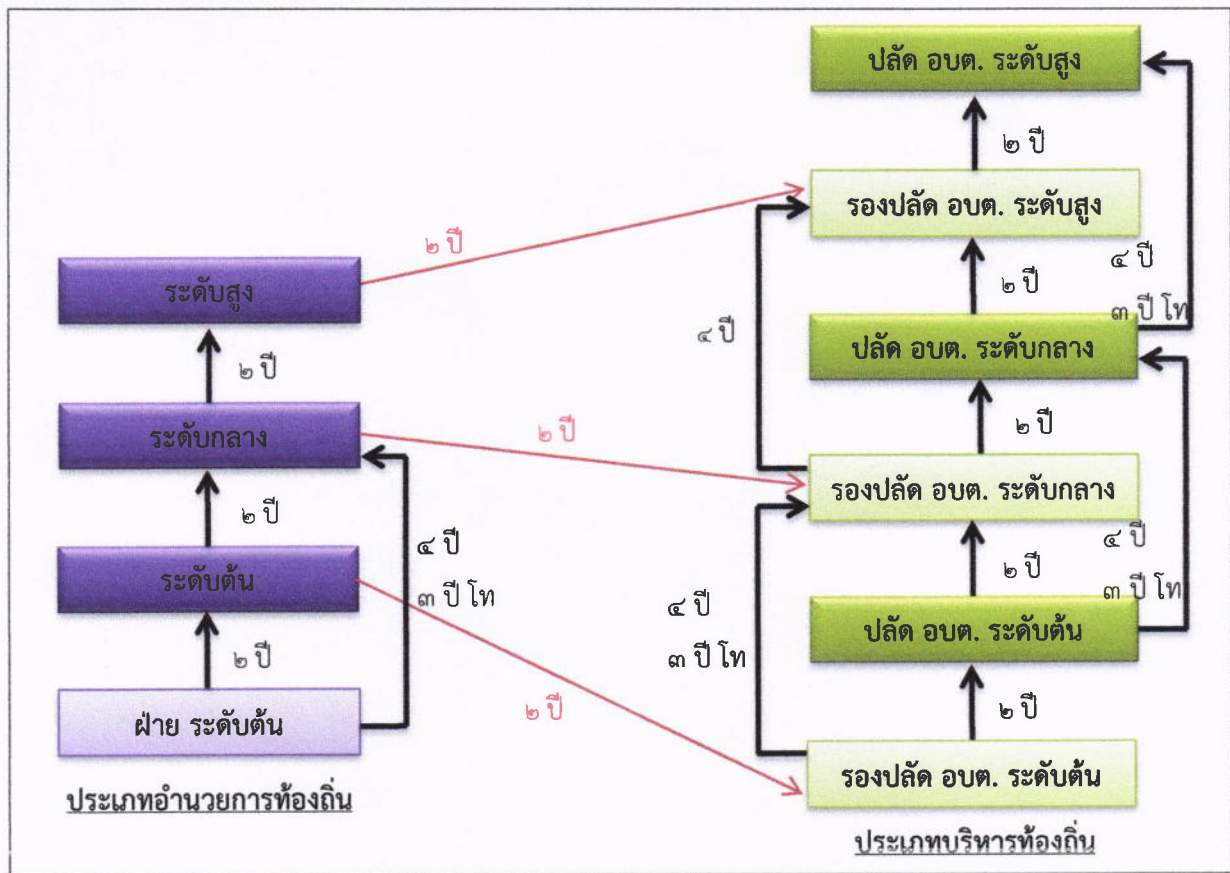 ปลัด อบต. ระดับสูง
๒ ปี
รองปลัด อบต. ระดับสูง
๒ ปี
ระดับสูง
๒ ปี
๔ ปี
๓ ปี โท
๔ ปี
ปลัด อบต. ระดับกลาง
๒ ปี
ระดับกลาง
๒ ปี
๒ ปี
รองปลัด อบต. ระดับกลาง
๒ ปี
๔ ปี
๓ ปี โท
ระดับต้น
๒ ปี
๔ ปี
๓ ปี โท
๔ ปี
๓ ปี โท
ปลัด อบต. ระดับต้น
๒ ปี
ฝ่าย ระดับต้น
๒ ปี
๒ ปี
รองปลัด อบต. ระดับต้น
ประเภทอำนวยการท้องถิ่น
ประเภทบริหารท้องถิ่น